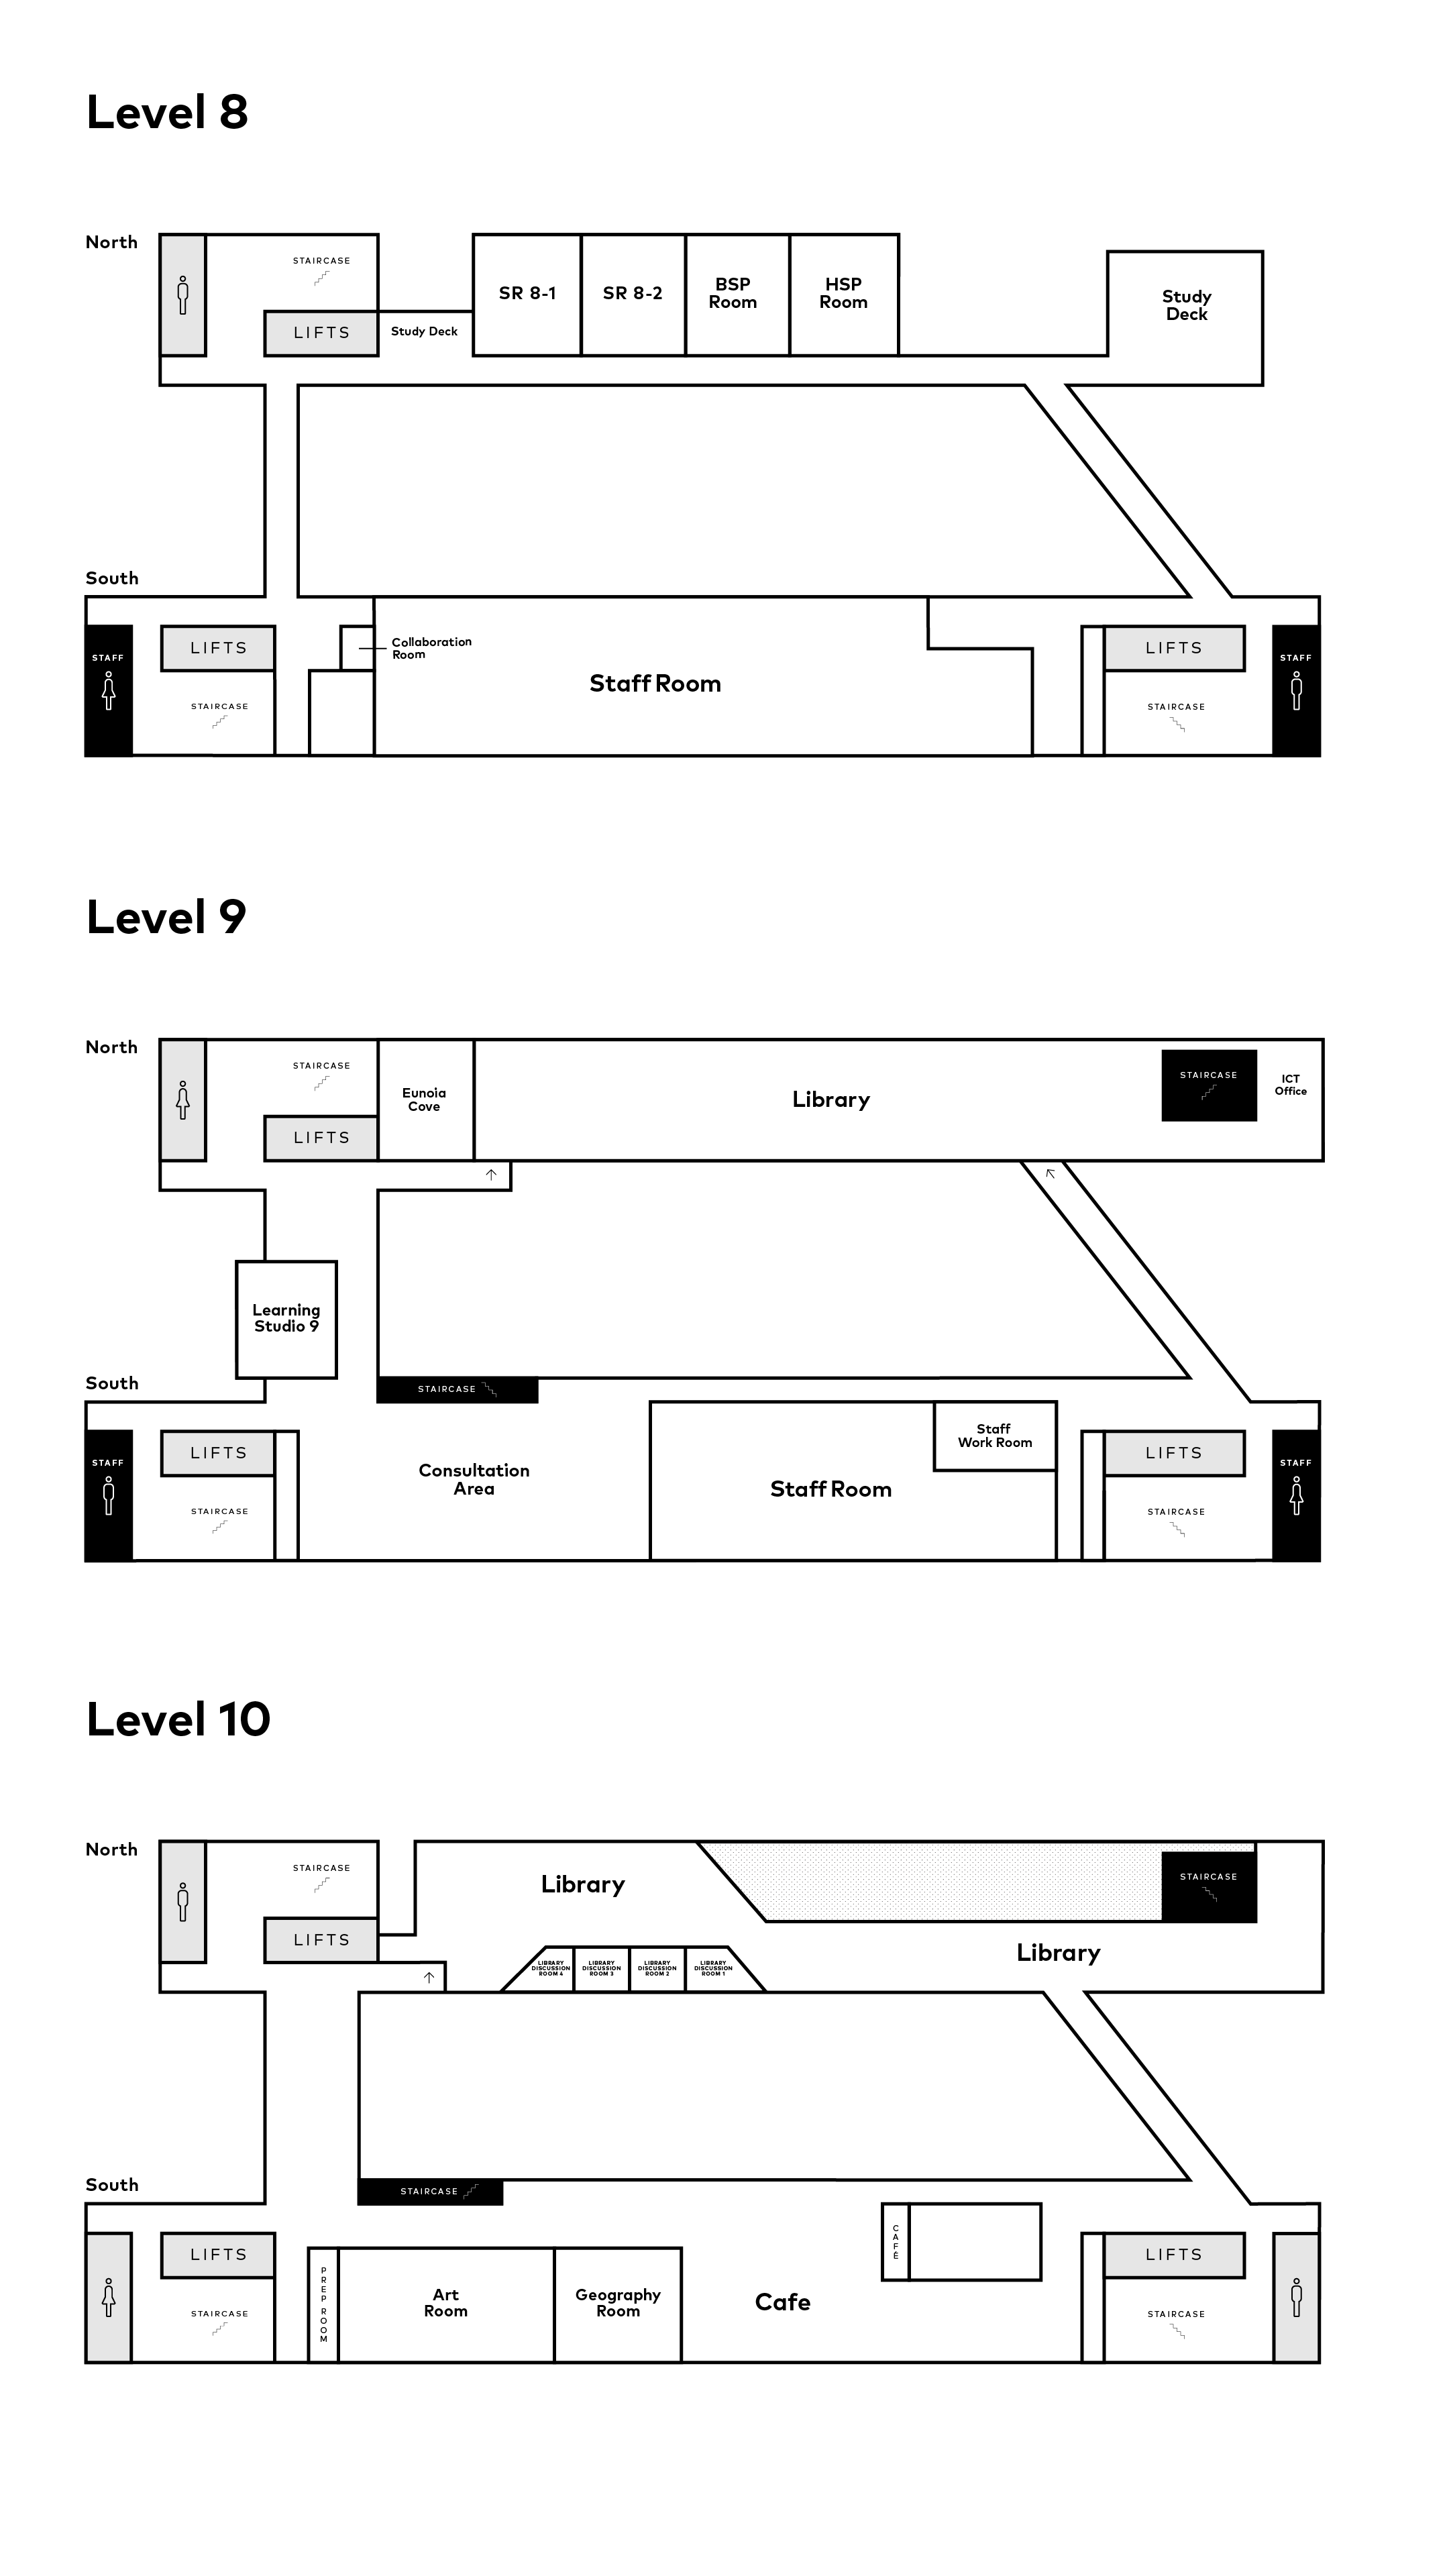 Level 8
North
STAIRCASE
LIFTS
Study Deck
SR 8-1
SR 8-2
BSP
Room
HSP
Room
Study
Deck
South
STAFF
LIFTS
STAIRCASE
Collaboration
Room
Staff Room
LIFTS
STAIRCASE
STAFF
Level 9
North
STAIRCASE
LIFTS
Eunoia
Cove
Library
STAIRCASE
ICT
Office
Learning
Studio 9
South
STAIRCASE
STAFF
LIFTS
STAIRCASE
Consultation
Area
Staff Room
Staff
Work Room
LIFTS
STAIRCASE
STAFF
Level 10
North
STAIRCASE
LIFTS
Library
STAIRCASE
Library
LIBRARY
DISCUSSION
ROOM 4
LIBRARY
DISCUSSION
ROOM 3
LIBRARY
DISCUSSION
ROOM 2
LIBRARY
DISCUSSION
ROOM 1
South
STAIRCASE
LIFTS
STAIRCASE
PREP ROOM
Art
Room
Geography
Room
Cafe
CAFÉ
LIFTS
STAIRCASE